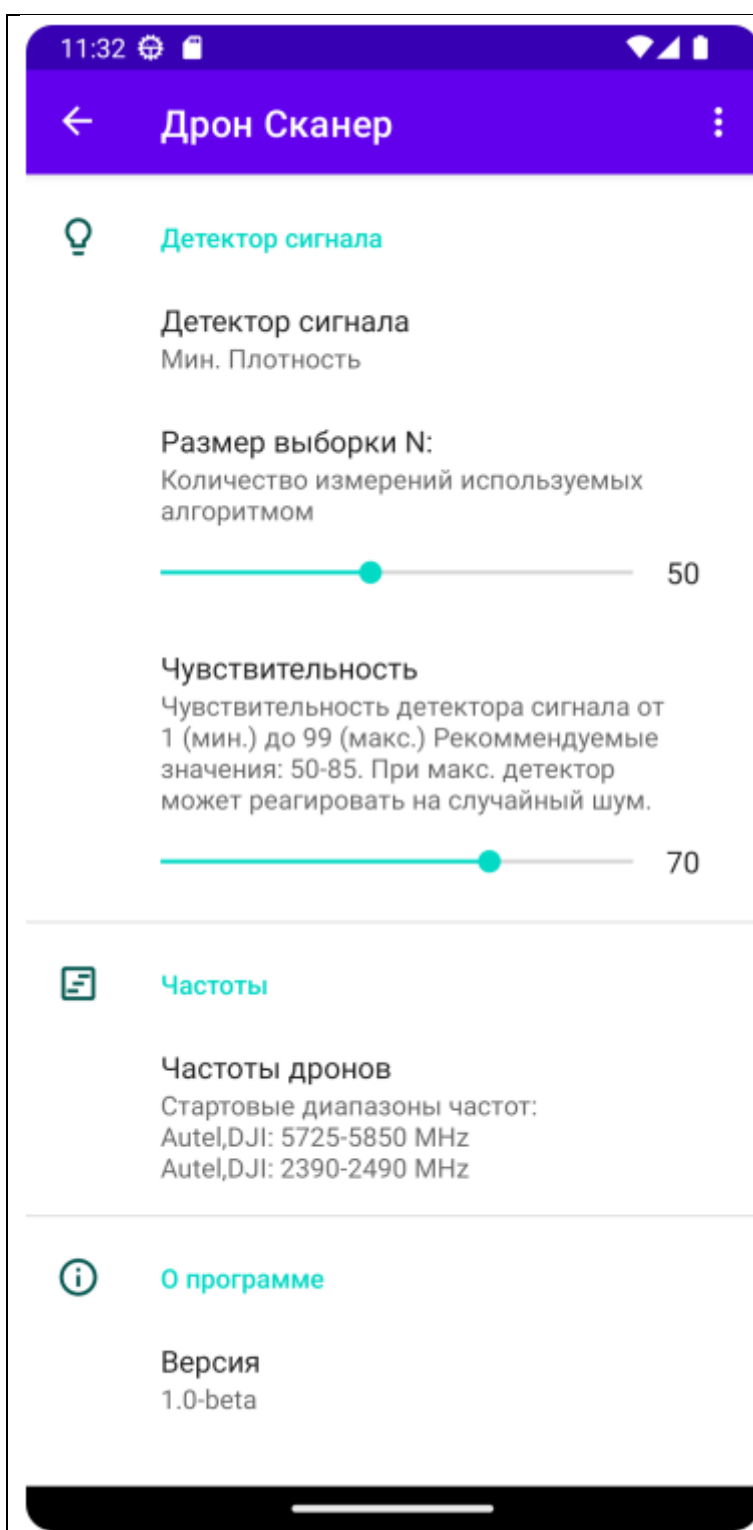 11:32
Дрон Сканер
Детектор сигнала
Детектор сигнала
Мин. Плотность
Размер выборки N:
Количество измерений используемых
алгоритмом
50
Чувствительность
Чувствительность детектора сигнала от
1 (мин.) до 99 (макс.) Рекоммендуемые
значения: 50-85. При макс. детектор
может реагировать на случайный шум.
70
Частоты
Частоты дронов
Стартовые диапазоны частот:
Autel,DJI: 5725-5850 MHz
Autel,DJI: 2390-2490 MHz
О программе
Версия
1.0-beta